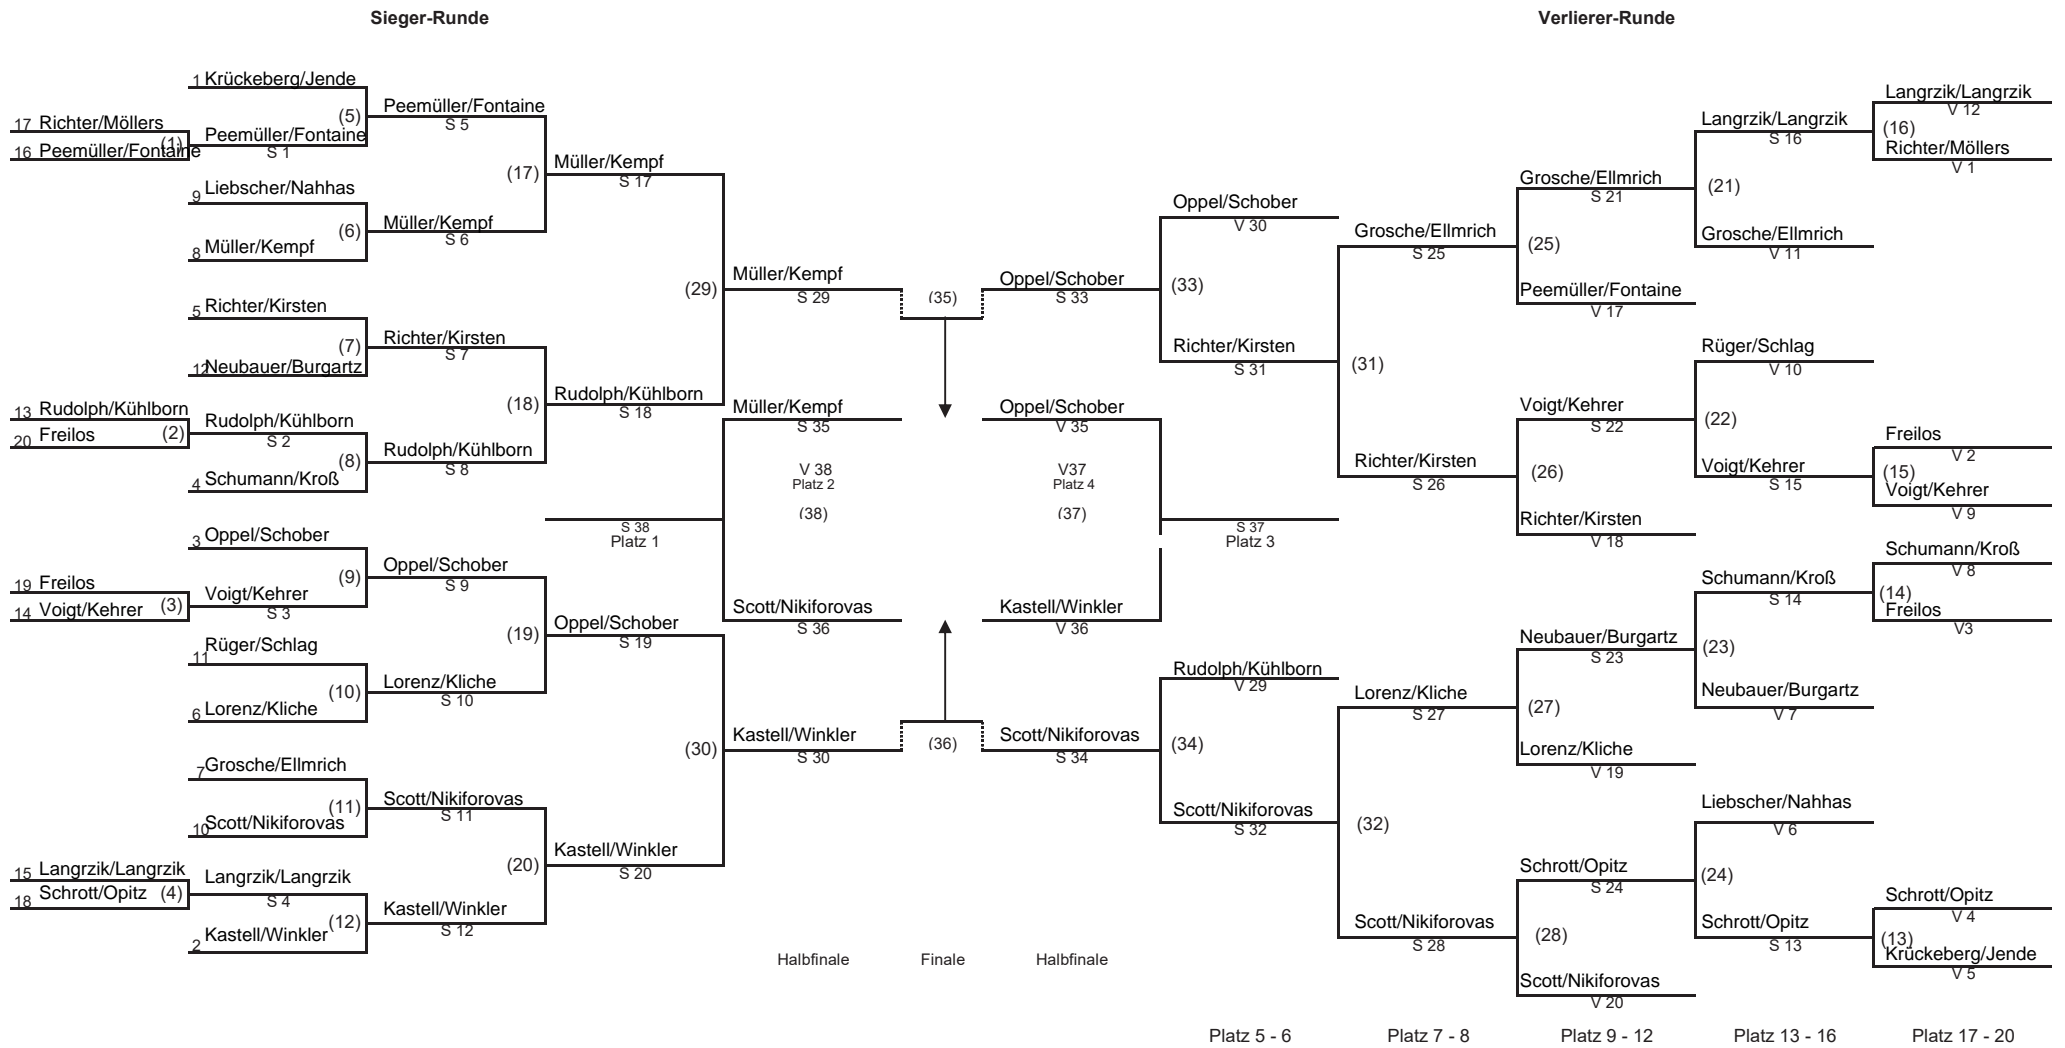 Sieger-Runde
Verlierer-Runde
1 Krückeberg/Jende
17 Richter/Möllers
(1)
16 Peemüller/Fontaine
Peemüller/Fontaine
S 1
(5)
Peemüller/Fontaine
S 5
9 Liebscher/Nahhas
(6)
8 Müller/Kempf
Müller/Kempf
S 6
(17)
Müller/Kempf
S 17
5 Richter/Kirsten
(7)
12 Neubauer/Burgartz
Richter/Kirsten
S 7
13 Rudolph/Kühlborn
20 Freilos
(2)
Rudolph/Kühlborn
S 2
(8)
4 Schumann/Kroß
Rudolph/Kühlborn
S 8
(18)
Rudolph/Kühlborn
S 18
(29)
Müller/Kempf
S 29
3 Oppel/Schober
19 Freilos
14 Voigt/Kehrer
(3)
Voigt/Kehrer
S 3
(9)
Oppel/Schober
S 9
11 Rüger/Schlag
(10)
6 Lorenz/Kliche
Lorenz/Kliche
S 10
(19)
Oppel/Schober
S 19
7 Grosche/Ellmrich
(11)
10 Scott/Nikiforovas
Scott/Nikiforovas
S 11
15 Langrzik/Langrzik
18 Schrott/Opitz
(4)
Langrzik/Langrzik
S 4
(12)
2 Kastell/Winkler
Kastell/Winkler
S 12
(20)
Kastell/Winkler
S 20
(30)
Kastell/Winkler
S 30
Müller/Kempf
S 35
V 38
Platz 2
(38)
S 38
Platz 1
Scott/Nikiforovas
S 36
(35)
(36)
Oppel/Schober
S 33
Oppel/Schober
V 35
V37
Platz 4
(37)
S 37
Platz 3
Kastell/Winkler
V 36
Scott/Nikiforovas
S 34
Halbfinale
Finale
Halbfinale
Oppel/Schober
V 30
(33)
Richter/Kirsten
S 31
Rudolph/Kühlborn
V 29
(34)
Scott/Nikiforovas
S 32
Grosche/Ellmrich
S 25
(31)
Richter/Kirsten
S 26
Lorenz/Kliche
S 27
(32)
Scott/Nikiforovas
S 28
Grosche/Ellmrich
S 21
(25)
Peemüller/Fontaine
V 17
Voigt/Kehrer
S 22
(26)
Richter/Kirsten
V 18
Neubauer/Burgartz
S 23
(27)
Lorenz/Kliche
V 19
Schrott/Opitz
S 24
(28)
Scott/Nikiforovas
V 20
Langrzik/Langrzik
S 16
(21)
Grosche/Ellmrich
V 11
Rüger/Schlag
V 10
(22)
Voigt/Kehrer
S 15
Schumann/Kroß
S 14
(23)
Neubauer/Burgartz
V 7
Liebscher/Nahhas
V 6
(24)
Schrott/Opitz
S 13
Langrzik/Langrzik
V 12
(16)
Richter/Möllers
V 1
Freilos
V 2
(15)
Voigt/Kehrer
V 9
Schumann/Kroß
V 8
(14)
Freilos
V3
Schrott/Opitz
V 4
(13)
Krückeberg/Jende
V 5
Platz 5 - 6
Platz 7 - 8
Platz 9 - 12
Platz 13 - 16
Platz 17 - 20